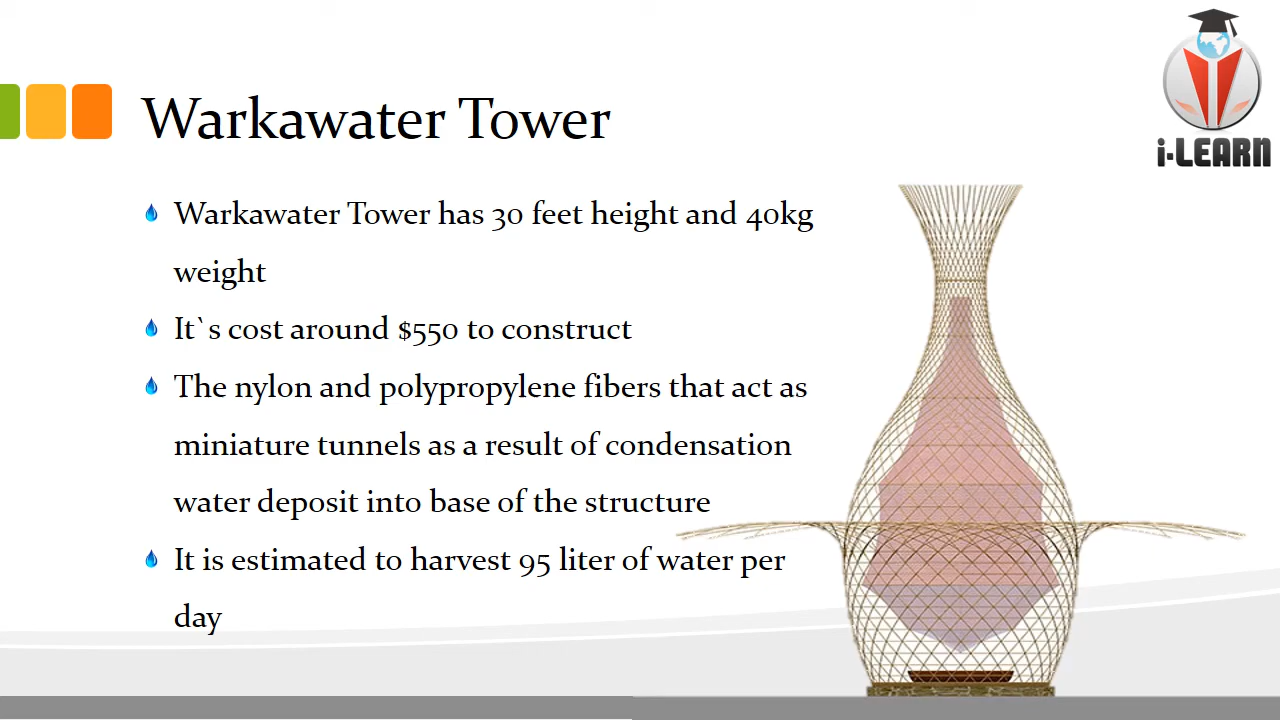 i-LEARN
Warkawater Tower
Warkawater Tower has 30 feet height and 40kg
weight
It`s cost around $550 to construct
The nylon and polypropylene fibers that act as
miniature tunnels as a result of condensation
water deposit into base of the structure
It is estimated to harvest 95 liter of water per
day